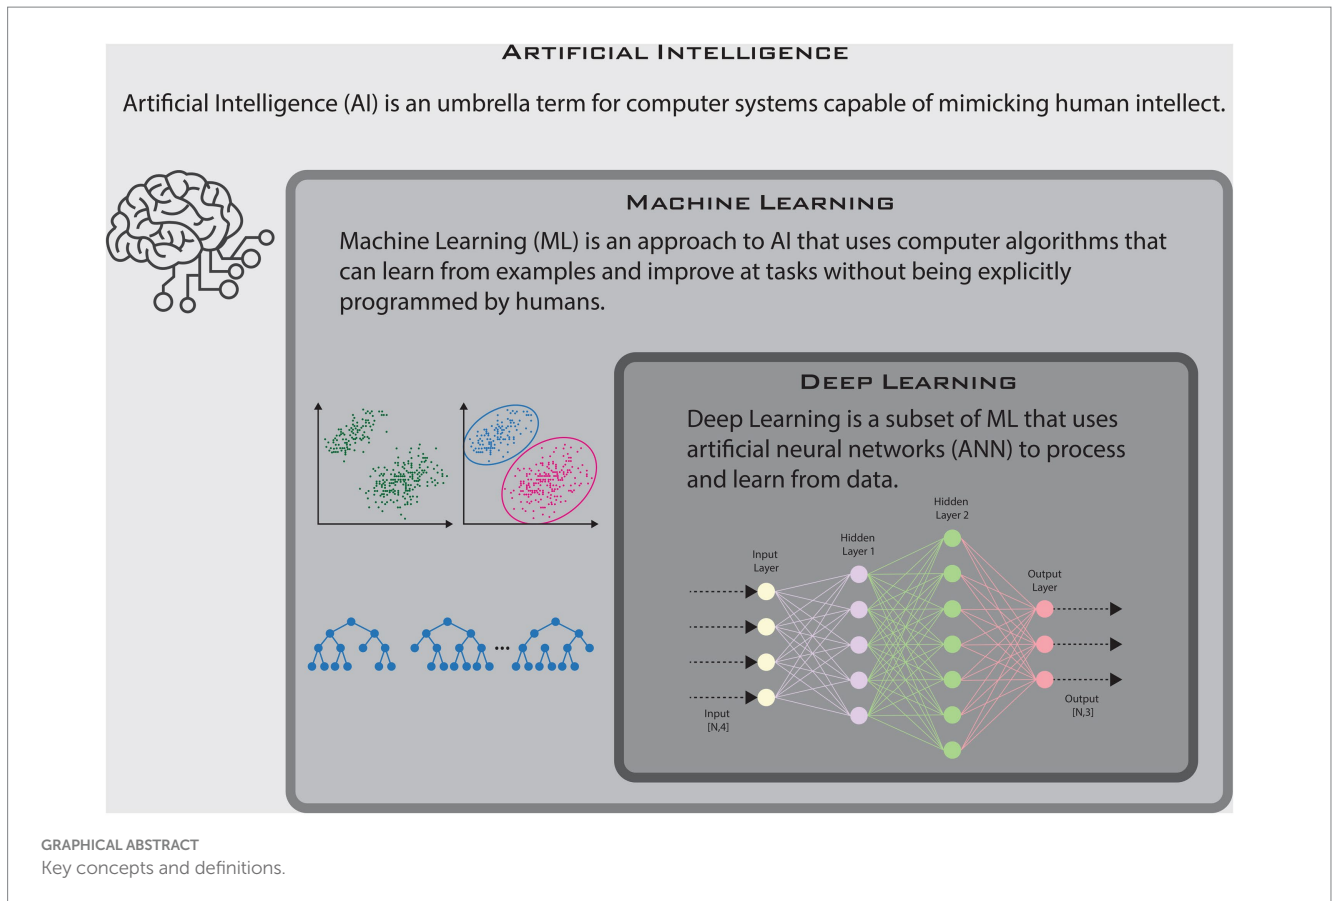 ARTIFICIAL INTELLIGENCE
Artificial Intelligence (AI) is an umbrella term for computer systems capable of mimicking human intellect.
MACHINE LEARNING
Machine Learning (ML) is an approach to AI that uses computer algorithms that
can learn from examples and improve at tasks without being explicitly
programmed by humans.
DEEP LEARNING
Deep Learning is a subset of ML that uses
artificial neural networks (ANN) to process
and learn from data.
Hidden
Layer 2
Hidden
Layer 1
Input
Layer
Output
Layer
Input
[N,4]
Output
[N,3]
...
GRAPHICAL ABSTRACT
Key concepts and definitions.